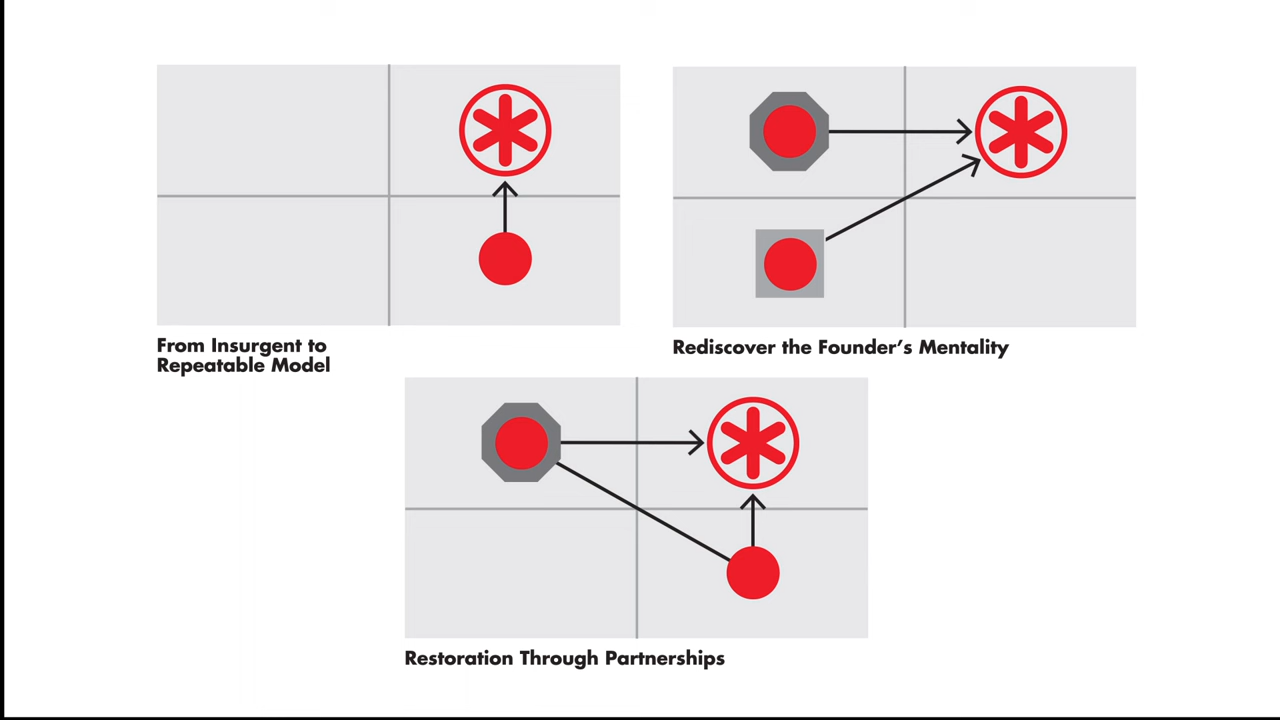 From Insurgent to
Repeatable Model
Rediscover the Founder’s Mentality
Restoration Through Partnerships